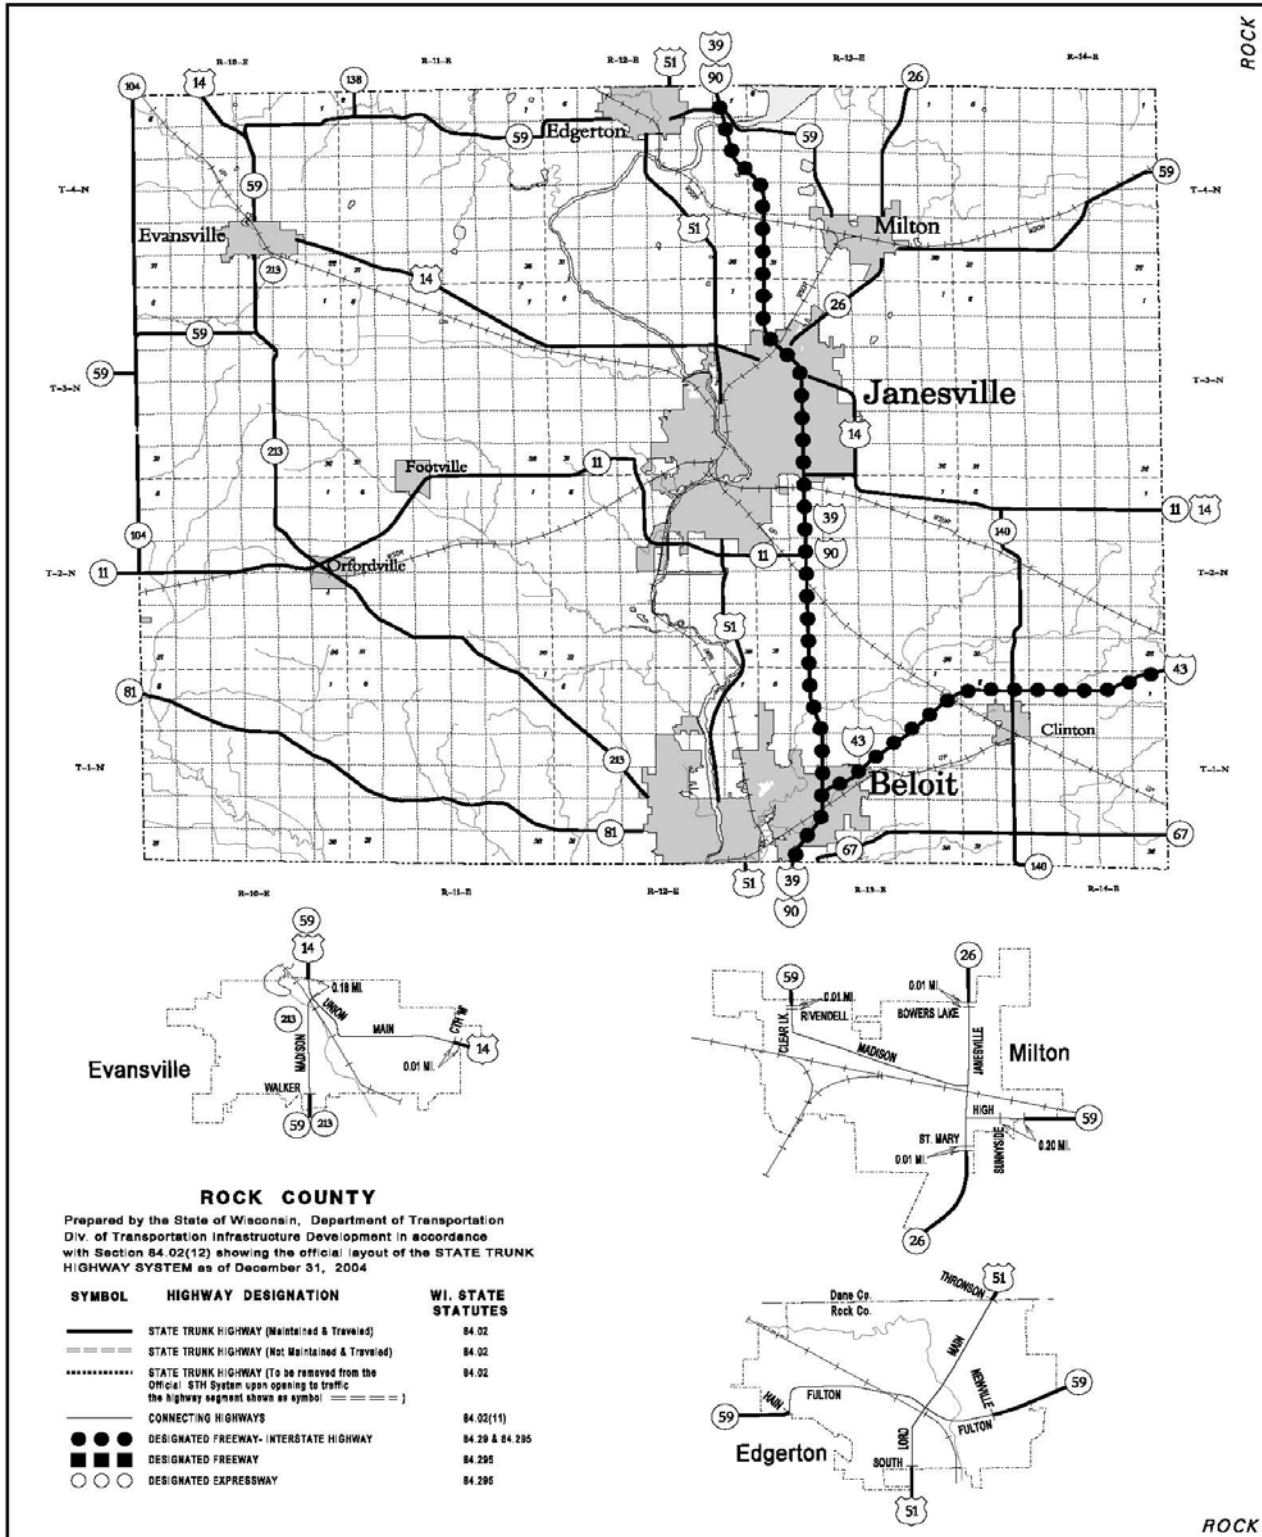 ROCK
39
51
90
R-10-E
R-11-E
R-12-E
R-13-E
R-14-E
104
14
138
26
59
Edgerton
59
59
59
T-4-N
T-4-N
51
Evansville
Milton
213
14
26
59
59
T-3-N
T-3-N
Janesville
14
213
Footville
11
39
11
14
104
140
11
90
11
T-2-N
T-2-N
Orfordville
51
43
81
Clinton
43
213
T-1-N
T-1-N
Beloit
81
67
67
51
39
140
90
R-10-E
R-11-E
R-12-E
R-13-E
R-14-E
59
14
0.18 MI.
UNION
213
MAIN
CTH "M"
14
MADISON
0.01 MI.
Evansville
WALKER
59
213
59
26
0.01 MI.
0.01 MI.
RIVENDELL
BOWERS LAKE
CLEAR LK.
MADISON
JANESVILLE
Milton
HIGH
59
ST. MARY
SUNNYSIDE
0.20 MI.
0.01 MI.
26
ROCK COUNTY
Prepared by the State of Wisconsin, Department of Transportation
Div. of Transportation Infrastructure Development in accordance
with Section 84.02(12) showing the official layout of the STATE TRUNK
HIGHWAY SYSTEM as of December 31, 2004
SYMBOL HIGHWAY DESIGNATION WI. STATE
STATUTES
STATE TRUNK HIGHWAY (Maintained & Traveled) 84.02
STATE TRUNK HIGHWAY (Not Maintained & Traveled) 84.02
STATE TRUNK HIGHWAY (To be removed from the 84.02
Official STH System upon opening to traffic
the highway segment shown as symbol )
CONNECTING HIGHWAYS 84.02(11)
DESIGNATED FREEWAY- INTERSTATE HIGHWAY 84.29 & 84.295
DESIGNATED FREEWAY 84.295
DESIGNATED EXPRESSWAY 84.295
THRONSON
51
Dane Co.
Rock Co.
MAIN
NEWVILLE
59
HAIN
FULTON
59
FULTON
LORD
Edgerton
SOUTH
51
ROCK